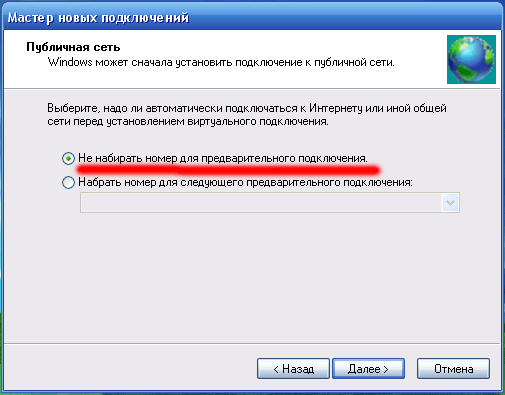 Мастер новых подключений
Публичная сеть
Windows может сначала установить подключение к публичной сети.
Выберите, надо ли автоматически подключаться к Интернету или иной общей
сети перед установлением виртуального подключения.
Не набирать номер для предварительного подключения.
Набрать номер для следующего предварительного подключения:
< Назад
Далее >
Отмена